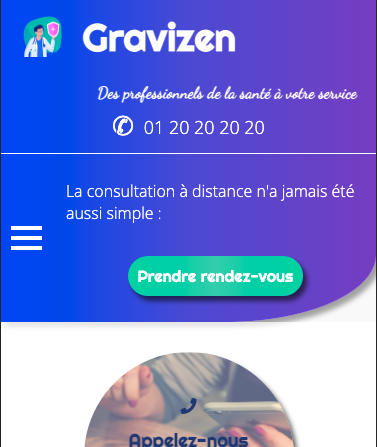 Gravizen
Des professionnels de la santé à votre service
01 20 20 20 20
La consultation à distance n'a jamais été
aussi simple :
Prendre rendez-vous
Appelez-nous